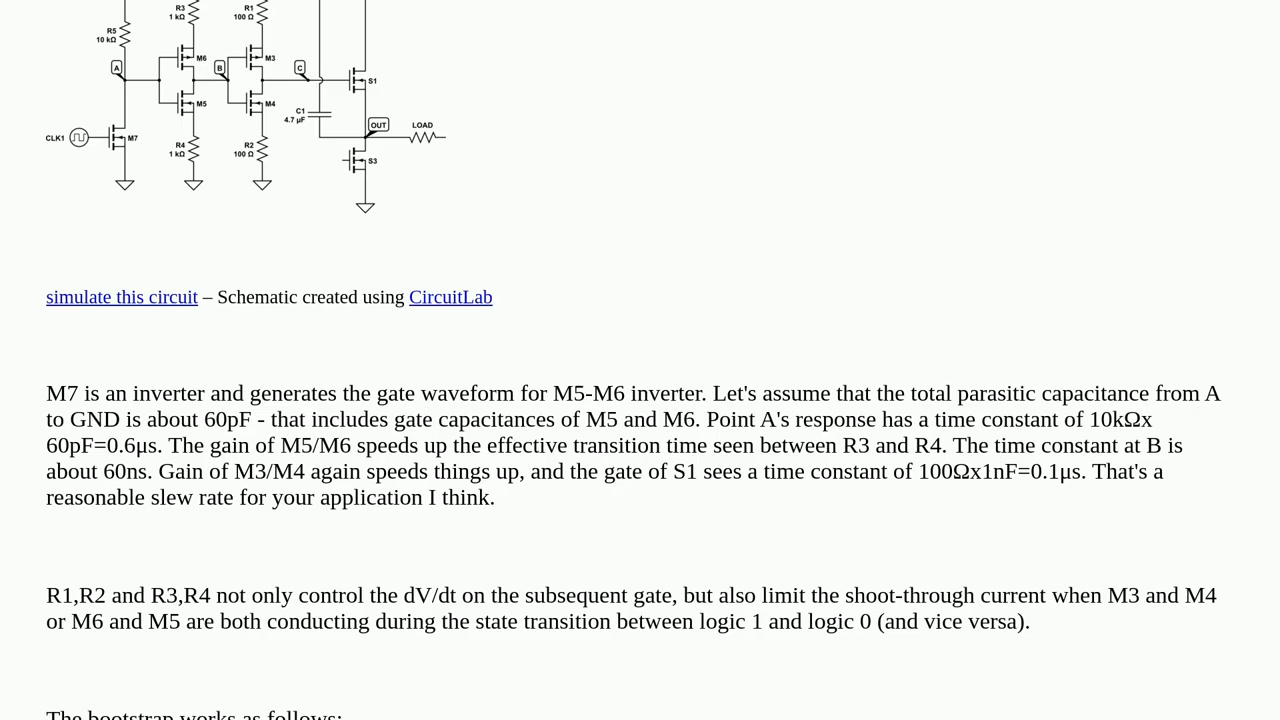 R3
1 kΩ
R1
100 Ω
R5
10 kΩ
M6
M3
A
B
C
S1
M5
M4
C1
4.7 µF
OUT
LOAD
CLK1
M7
R4
1 kΩ
R2
100 Ω
S3
simulate this circuit – Schematic created using CircuitLab
M7 is an inverter and generates the gate waveform for M5-M6 inverter. Let's assume that the total parasitic capacitance from A
to GND is about 60pF - that includes gate capacitances of M5 and M6. Point A's response has a time constant of 10kΩx
60pF=0.6μs. The gain of M5/M6 speeds up the effective transition time seen between R3 and R4. The time constant at B is
about 60ns. Gain of M3/M4 again speeds things up, and the gate of S1 sees a time constant of 100Ωx1nF=0.1μs. That's a
reasonable slew rate for your application I think.
R1,R2 and R3,R4 not only control the dV/dt on the subsequent gate, but also limit the shoot-through current when M3 and M4
or M6 and M5 are both conducting during the state transition between logic 1 and logic 0 (and vice versa).
The bootstrap works as follows: